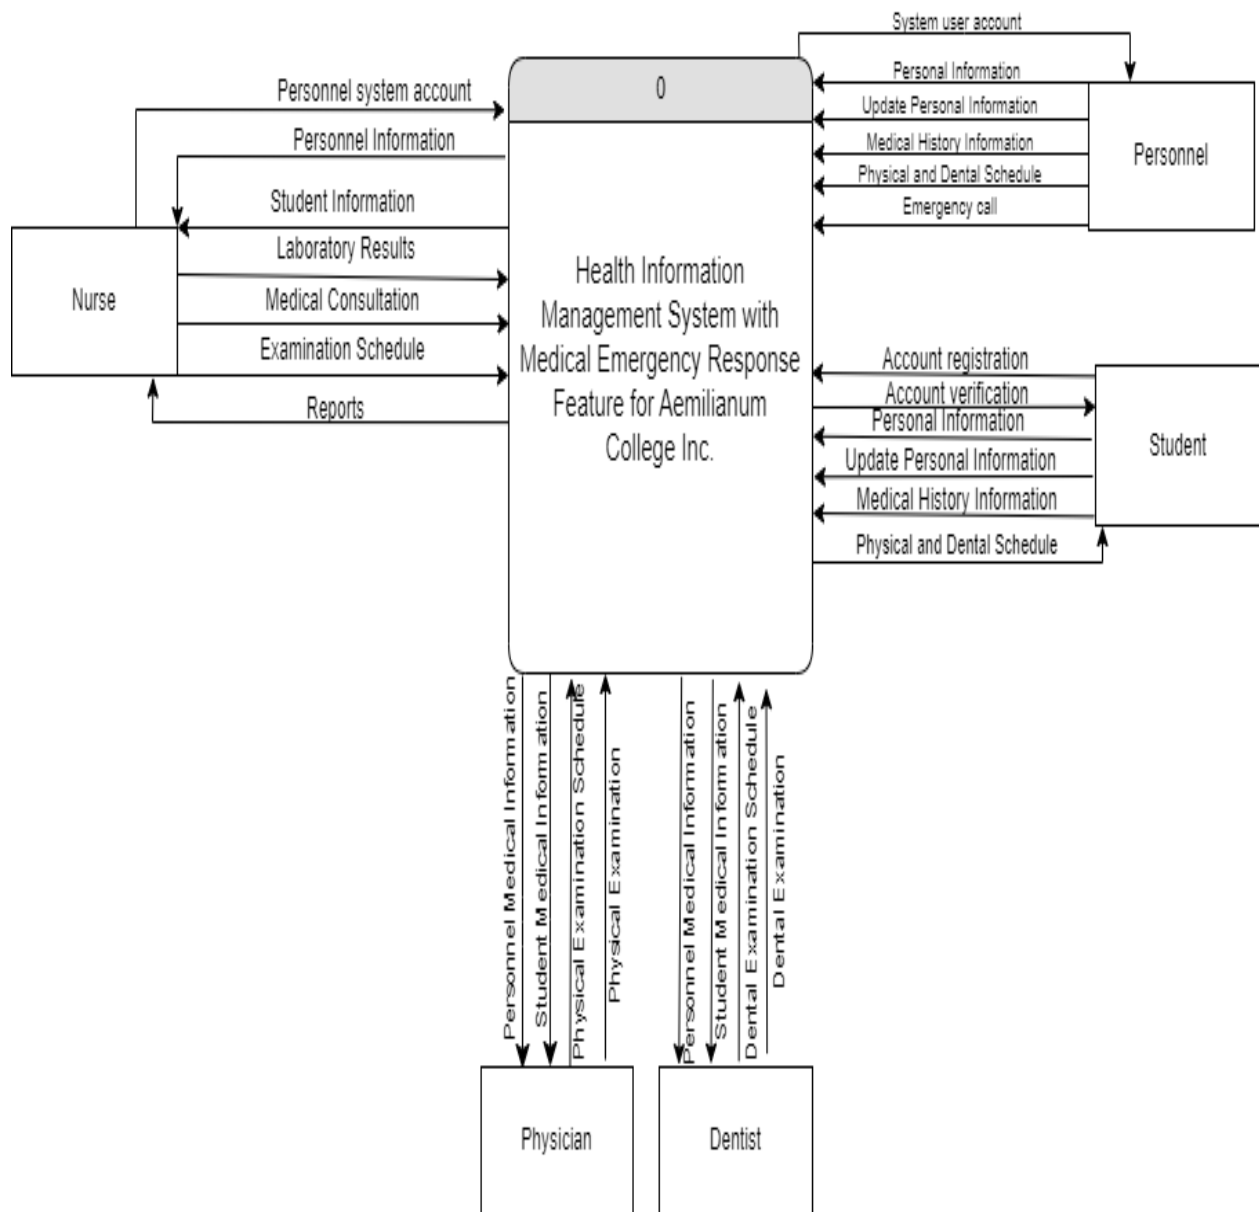 System user account
0
Personal Information
Personnel system account
Update Personal Information
Personnel Information
Medical History Information
Personnel
Physical and Dental Schedule
Student Information
Emergency call
Laboratory Results
Nurse
Medical Consultation
Examination Schedule
Reports
Health Information
Management System with
Medical Emergency Response
Feature for Aemilianum
College Inc.
Account registration
Account verification
Personal Information
Student
Update Personal Information
Medical History Information
Physical and Dental Schedule
Personnel Medical Information
Student Medical Information
Physical Examination Schedule
Physical Examination
Personnel Medical Information
Student Medical Information
Dental Examination Schedule
Dental Examination
Physician
Dentist